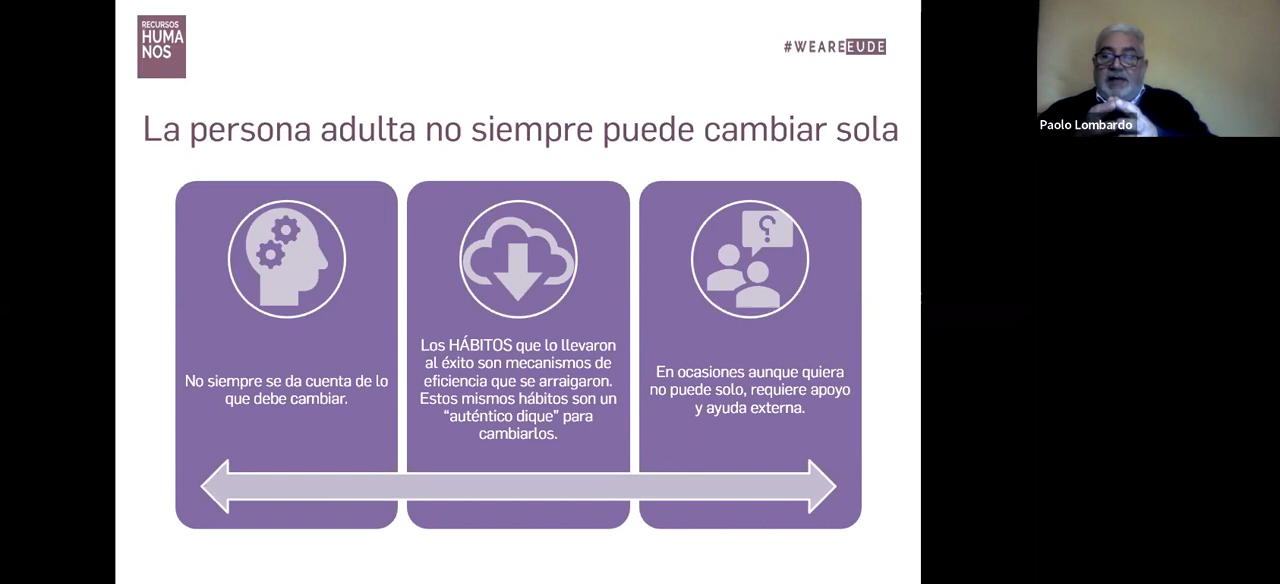 RECURSOS
HUMA
NOS
#WEAREEUDE
Paolo Lombardo
La persona adulta no siempre puede cambiar sola
No siempre se da cuenta de lo
que debe cambiar.
Los HÁBITOS que lo llevaron
al éxito son mecanismos de
eficiencia que se arraigaron.
Estos mismos hábitos son un
“auténtico dique” para
cambiarlos.
?
En ocasiones aunque quiera
no puede solo, requiere apoyo
y ayuda externa.